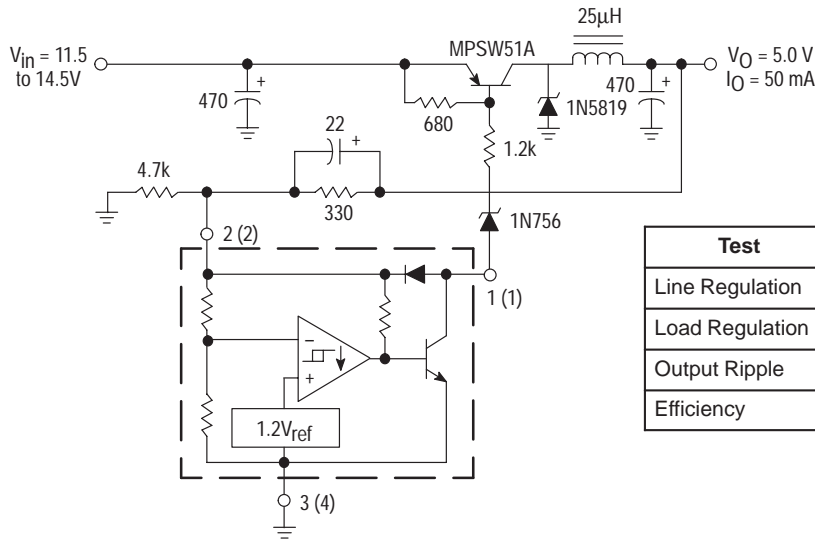 25µH
MPSW51A
Vin = 11.5
to 14.5V
VO = 5.0 V
IO = 50 mA
470
+
680
1N5819
470
+
22
+
1.2k
4.7k
330
1N756
2 (2)
1 (1)
−
+
1.2Vref
3 (4)
Test
Line Regulation
Load Regulation
Output Ripple
Efficiency